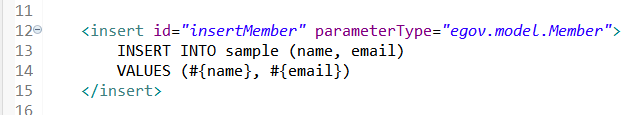 11
12 <insert id="insertMember" parameterType="egov.model.Member">
13 INSERT INTO sample (name, email)
14 VALUES (#{name}, #{email})
15 </insert>
16